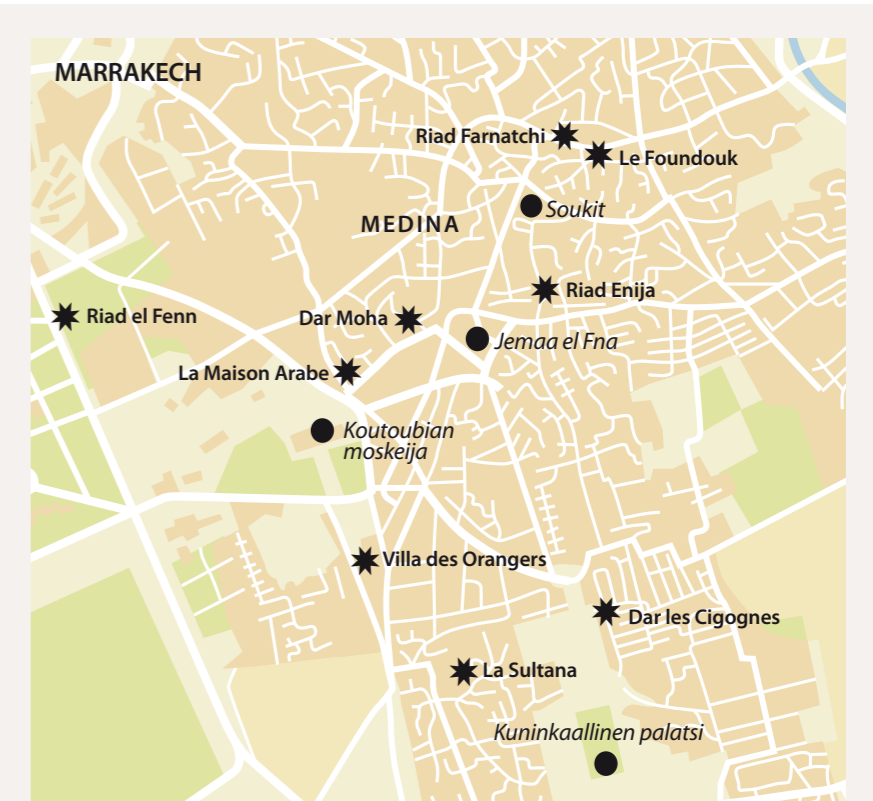 MARRAKECH
Riad Farnatchi
Le Foundouk
Soukit
MEDINA
Riad Enija
Riad el Fenn
Dar Moha
Jemaa el Fna
La Maison Arabe
Koutoubian
moskeija
Villa des Orangers
Dar les Cigognes
La Sultana
Kuninkaallinen palatsi